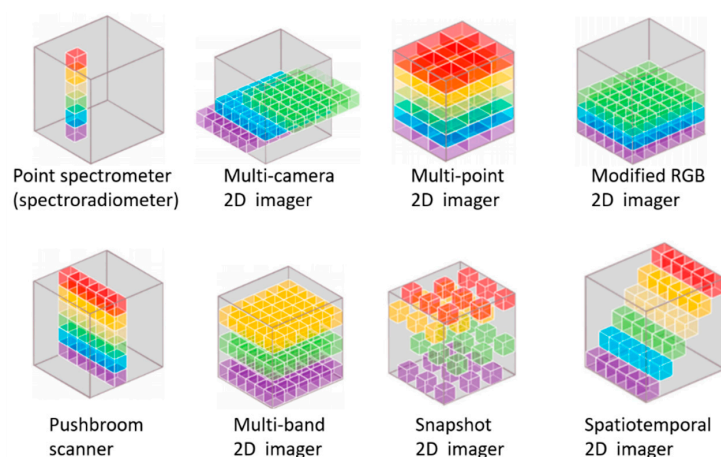 Point spectrometer
(spectroradiometer)
Multi-camera
2D imager
Multi-point
2D imager
Modified RGB
2D imager
Pushbroom
scanner
Multi-band
2D imager
Snapshot
2D imager
Spatiotemporal
2D imager